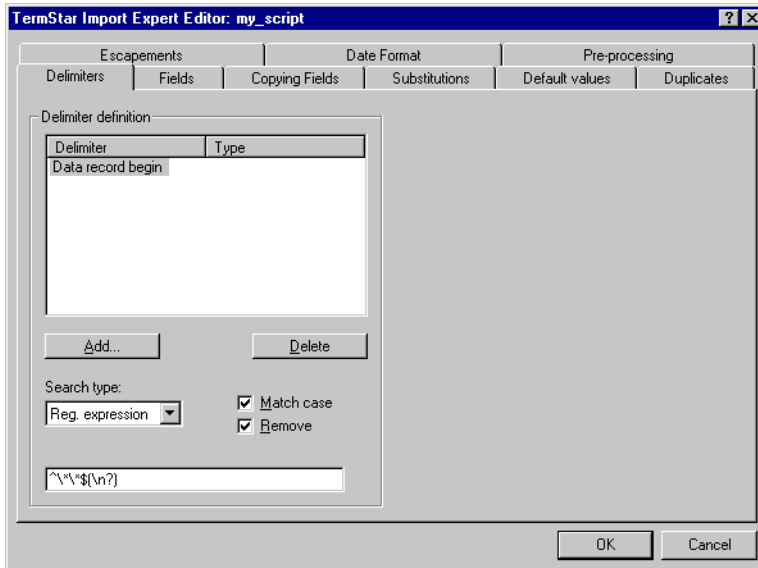 TermStar Import Expert Editor: my_script
Escapements Date Format Pre-processing
Delimiters Fields Copying Fields Substitutions Default values Duplicates
Delimiter definition
Delimiter Type
Data record begin
Add... Delete
Search type:
Match case
Reg. expression
Remove
^\*\*$(\n?)
OK Cancel